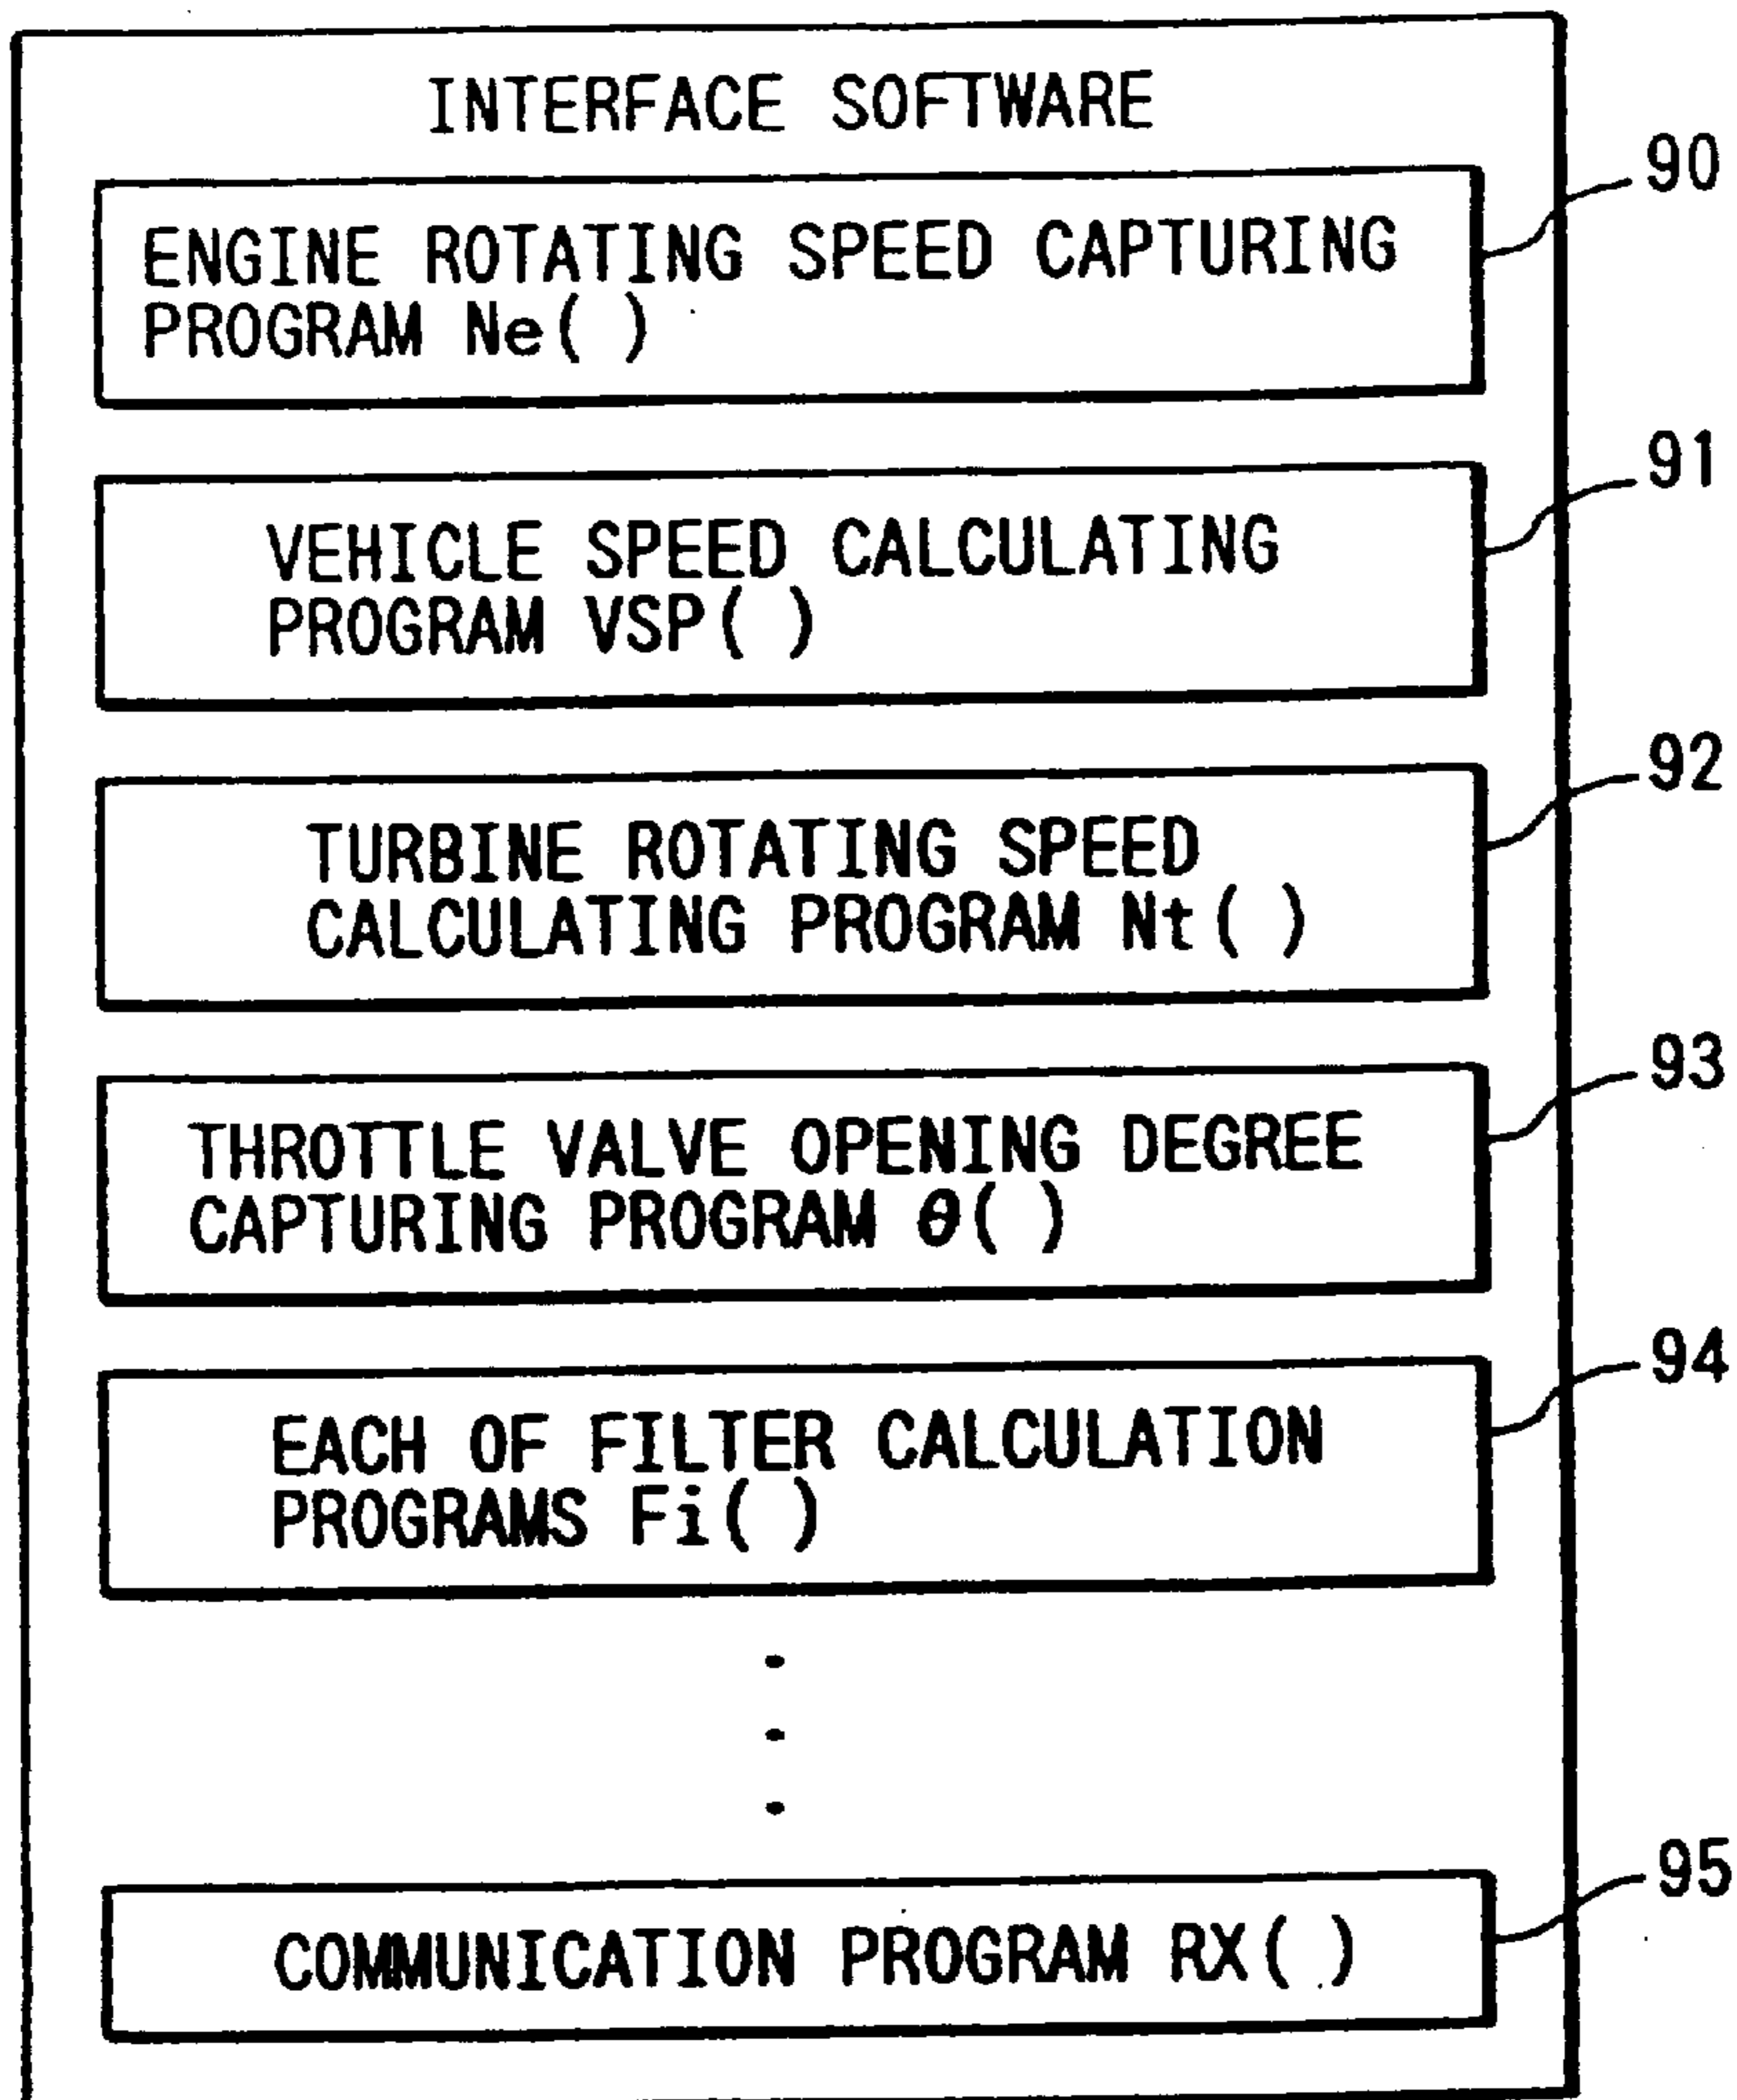 INTERFACE SOFTWARE
90
ENGINE ROTATING SPEED CAPTURING
PROGRAM Ne( )
91
VEHICLE SPEED CALCULATING
PROGRAM VSP( )
92
TURBINE ROTATING SPEED
CALCULATING PROGRAM Nt( )
93
THROTTLE VALVE OPENING DEGREE
CAPTURING PROGRAM θ( )
94
EACH OF FILTER CALCULATION
PROGRAMS Fi( )
95
COMMUNICATION PROGRAM RX( )